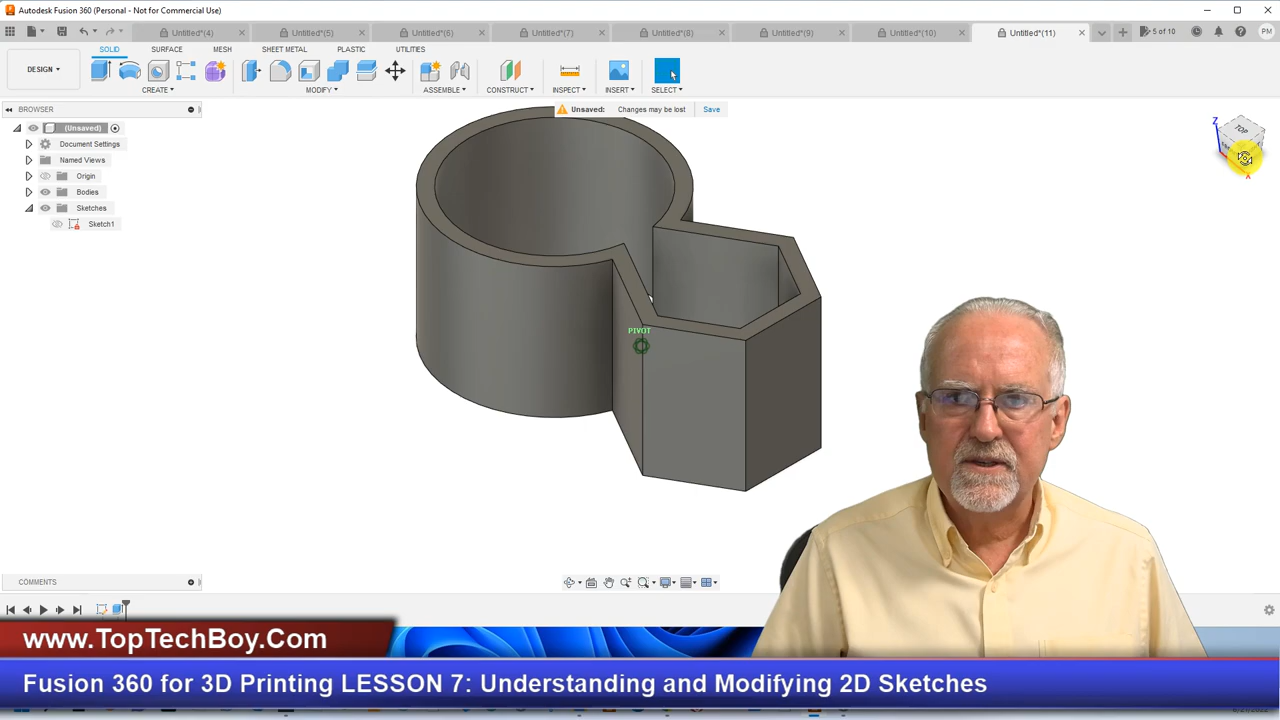 Autodesk Fusion 360 (Personal - Not for Commercial Use)
Untitled*(4) Untitled*(5) Untitled*(6) Untitled*(7) Untitled*(8) Untitled*(9) Untitled*(10) Untitled*(11) 5 of 10 PM
SOLID SURFACE MESH SHEET METAL PLASTIC UTILITIES
DESIGN
CREATE MODIFY ASSEMBLE CONSTRUCT INSPECT INSERT SELECT
BROWSER
Unsaved: Changes may be lost Save
(Unsaved)
Document Settings
Named Views
Origin
Bodies
Sketches
Sketch1
Z
TOP
X
PIVOT
COMMENTS
www.TopTechBoy.Com
Fusion 360 for 3D Printing LESSON 7: Understanding and Modifying 2D Sketches